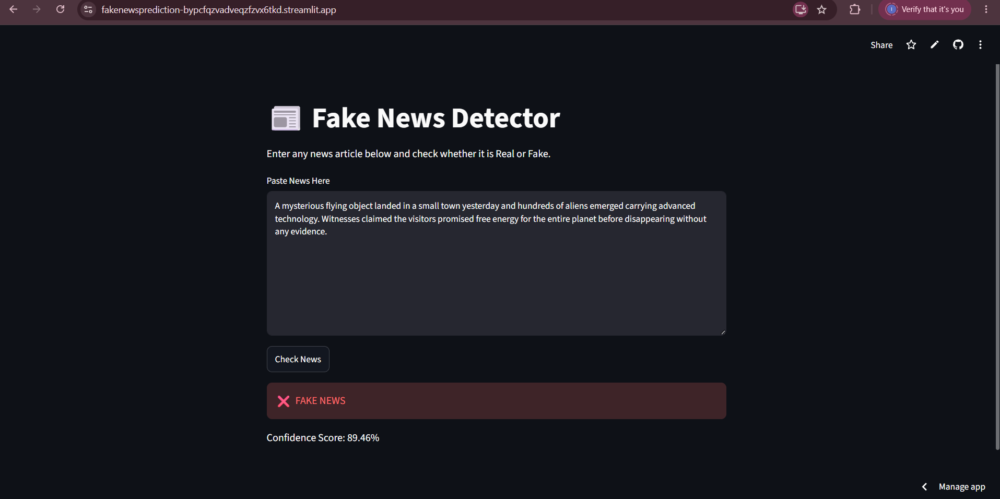 fakenewsprediction-bypcfqzvadveqzfzvx6tkd.streamlit.app
Verify that it's you
Share
Fake News Detector
Enter any news article below and check whether it is Real or Fake.
Paste News Here
A mysterious flying object landed in a small town yesterday and hundreds of aliens emerged carrying advanced
technology. Witnesses claimed the visitors promised free energy for the entire planet before disappearing without
any evidence.
Check News
FAKE NEWS
Confidence Score: 89.46%
Manage app